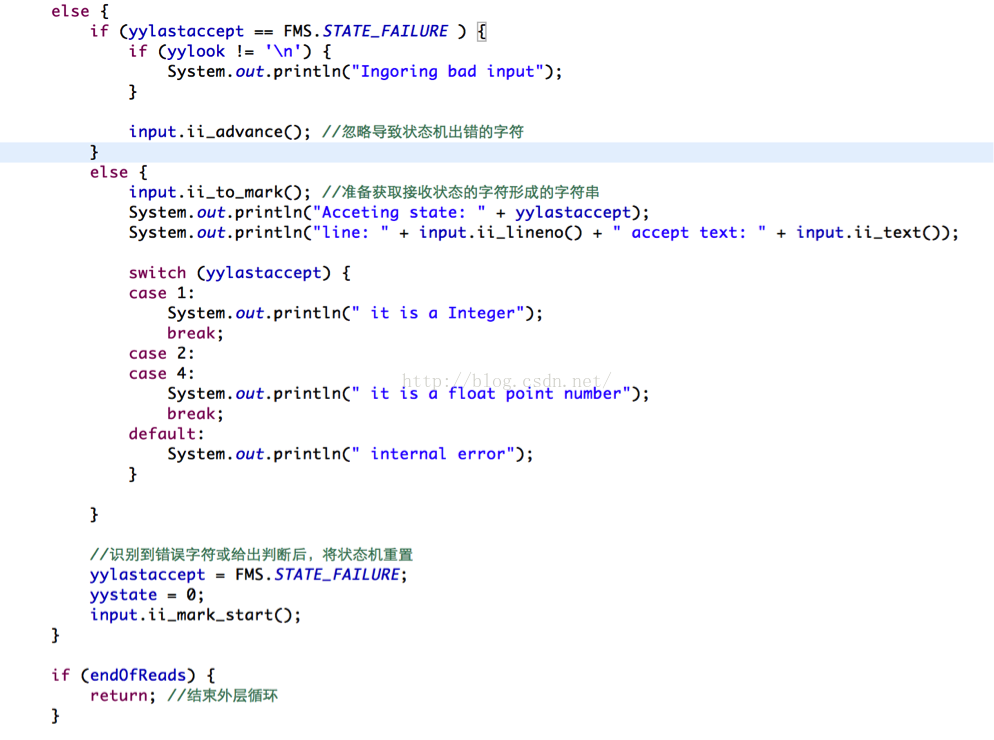 else {
if (yylastaccept == FMS.STATE_FAILURE ) {
if (yylook != '\n') {
System.out.println("Ingoring bad input");
}
input.ii_advance(); //忽略导致状态机出错的字符
}
else {
input.ii_to_mark(); //准备获取接收状态的字符形成的字符串
System.out.println("Acceting state: " + yylastaccept);
System.out.println("line: " + input.ii_lineno() + " accept text: " + input.ii_text());
switch (yylastaccept) {
case 1:
System.out.println(" it is a Integer");
break;
case 2:
case 4:
http://blog.csdn.net/
System.out.println(" it is a float point number");
break;
default:
System.out.println(" internal error");
}
}
//识别到错误字符或给出判断后，将状态机重置
yylastaccept = FMS.STATE_FAILURE;
yystate = 0;
input.ii_mark_start();
}
if (endOfReads) {
return; //结束外层循环
}